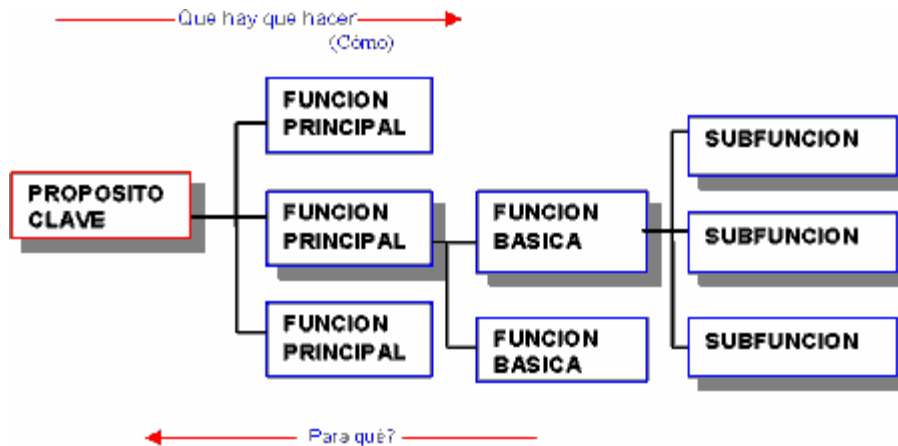 Que hay que hacer
(Cómo)
FUNCION
PRINCIPAL
SUBFUNCION
PROPOSITO
CLAVE
FUNCION
PRINCIPAL
FUNCION
BASICA
SUBFUNCION
FUNCION
PRINCIPAL
FUNCION
BASICA
SUBFUNCION
Para què?